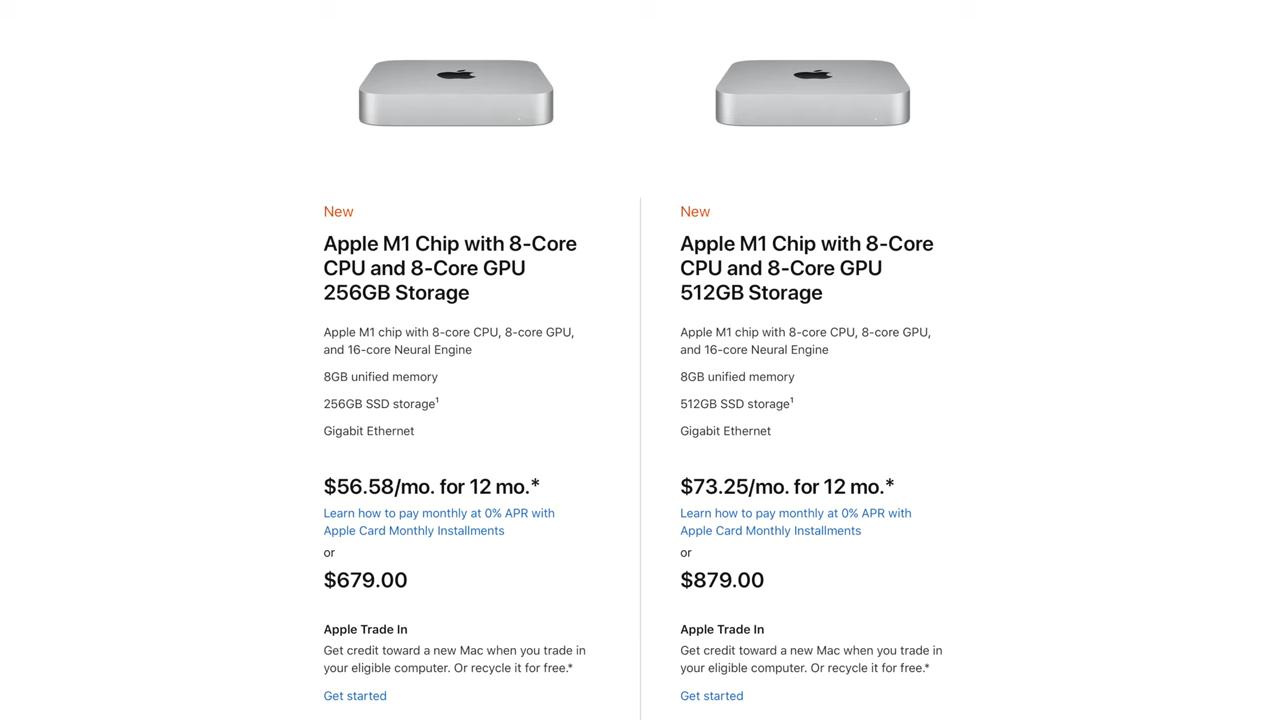 New
Apple M1 Chip with 8-Core
CPU and 8-Core GPU
256GB Storage
Apple M1 chip with 8-core CPU, 8-core GPU,
and 16-core Neural Engine
8GB unified memory
256GB SSD storage¹
Gigabit Ethernet
$56.58/mo. for 12 mo.*
Learn how to pay monthly at 0% APR with
Apple Card Monthly Installments
or
$679.00
Apple Trade In
Get credit toward a new Mac when you trade in
your eligible computer. Or recycle it for free.*
Get started
New
Apple M1 Chip with 8-Core
CPU and 8-Core GPU
512GB Storage
Apple M1 chip with 8-core CPU, 8-core GPU,
and 16-core Neural Engine
8GB unified memory
512GB SSD storage¹
Gigabit Ethernet
$73.25/mo. for 12 mo.*
Learn how to pay monthly at 0% APR with
Apple Card Monthly Installments
or
$879.00
Apple Trade In
Get credit toward a new Mac when you trade in
your eligible computer. Or recycle it for free.*
Get started